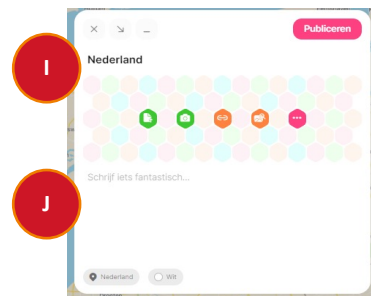 Publiceren
I
Nederland
Schrijf iets fantastisch...
J
Nederland
Wit